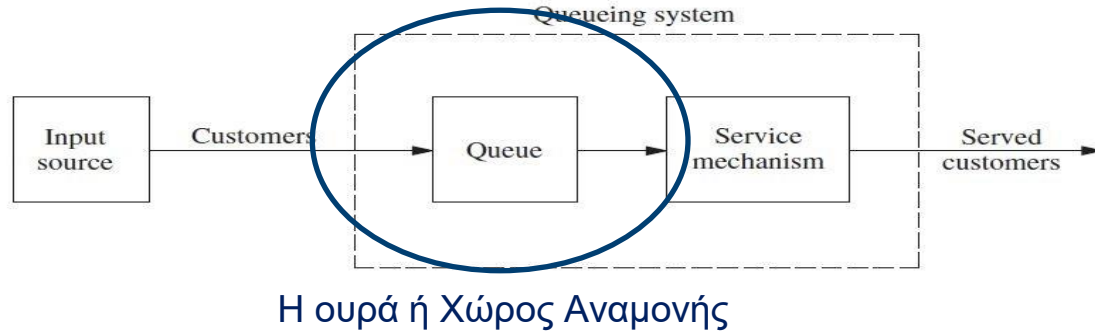 Queueing system
Input
source
Customers
Queue
Service
mechanism
Served
customers
Η ουρά ή Χώρος Αναμονής